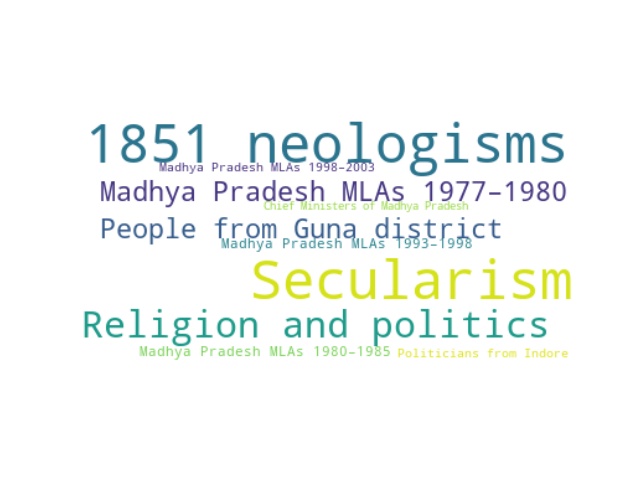 1851 neologisms
Madhya Pradesh MLAs 1998–2003
Madhya Pradesh MLAs 1977–1980
Chief Ministers of Madhya Pradesh
People from Guna district
Madhya Pradesh MLAs 1993–1998
Secularism
Religion and politics
Madhya Pradesh MLAs 1980–1985
Politicians from Indore